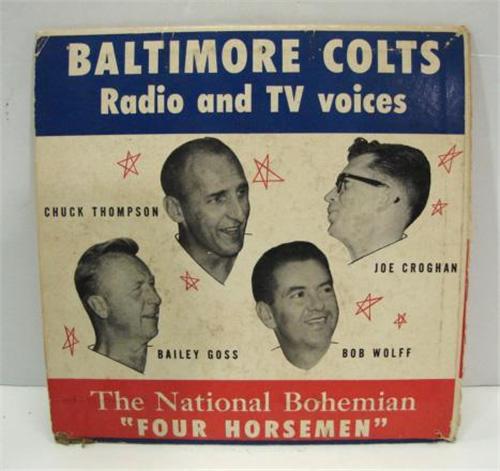 BALTIMORE COLTS
Radio and TV voices
CHUCK THOMPSON
JOE CROGHAN
BAILEY GOSS
BOB WOLFF
The National Bohemian
"FOUR HORSEMEN"